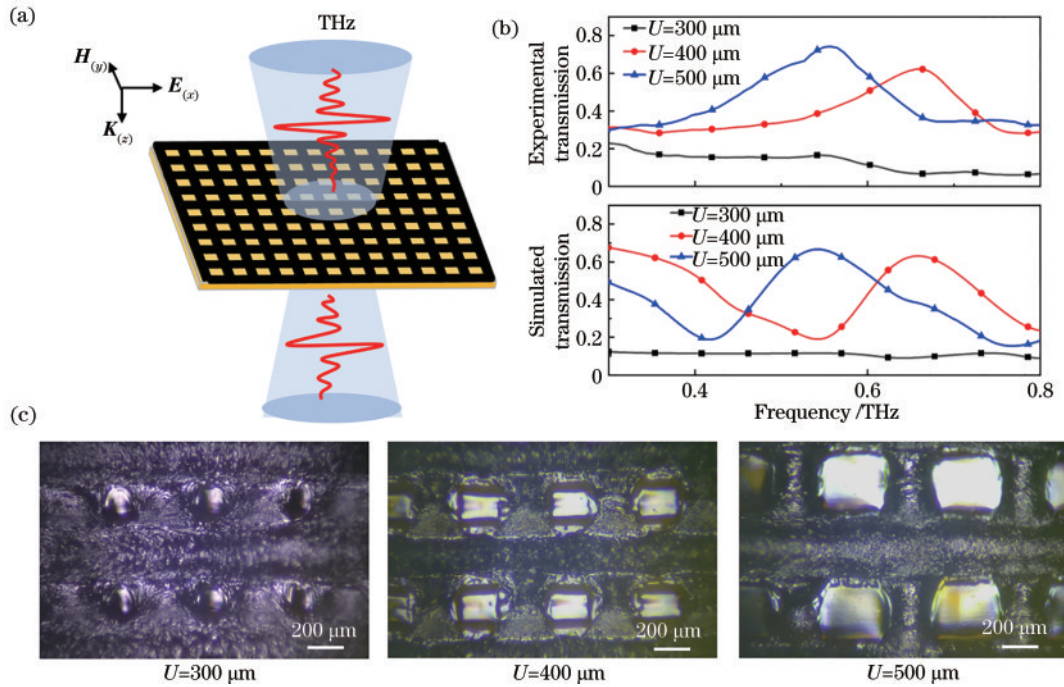 (a)
THz
H(y)
E(x)
K(z)
(b)
Experimental
transmission
0.8
0.6
0.4
0.2
0
U=300 μm
U=400 μm
U=500 μm
Simulated
transmission
0.8
0.6
0.4
0.2
0
U=300 μm
U=400 μm
U=500 μm
0.4
0.6
0.8
Frequency /THz
(c)
200 μm
200 μm
200 μm
U=300 μm
U=400 μm
U=500 μm